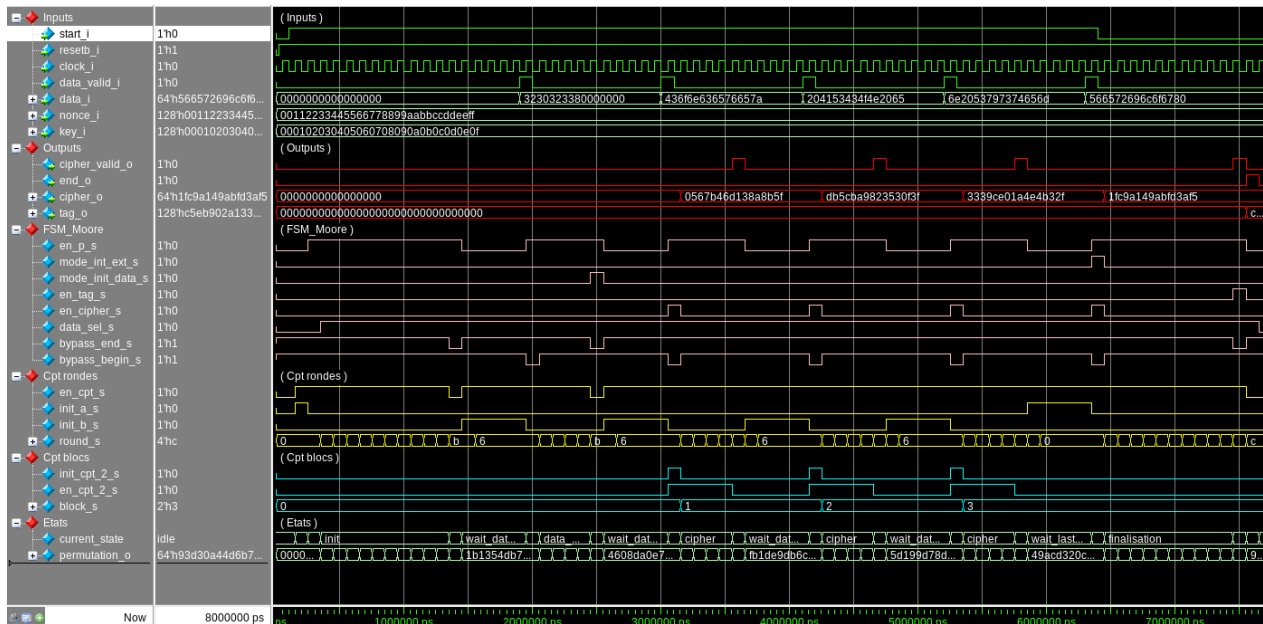 Inputs ( Inputs )
start_i 1'h0
resetb_i 1'h1
clock_i 1'h0
data_valid_i 1'h0
data_i 64'h566572696c6f6... 0000000000000000 3230323380000000 436f6e636576657a 204153434f4e2065 6e2053797374656d 566572696c6f6780
nonce_i 128'h00112233445... 00112233445566778899aabbccddeeff
key_i 128'h00010203040... 000102030405060708090a0b0c0d0e0f
Outputs ( Outputs )
cipher_valid_o 1'h0
end_o 1'h0
cipher_o 64'h1fc9a149abfd3af5 0000000000000000 0567b46d138a8b5f db5cba9823530f3f 3339ce01a4e4b32f 1fc9a149abfd3af5
tag_o 128'hc5eb902a133... 00000000000000000000000000000000 c...
FSM_Moore ( FSM_Moore )
en_p_s 1'h0
mode_int_ext_s 1'h0
mode_init_data_s 1'h0
en_tag_s 1'h0
en_cipher_s 1'h0
data_sel_s 1'h0
bypass_end_s 1'h1
bypass_begin_s 1'h1
Cpt rondes ( Cpt rondes )
en_cpt_s 1'h0
init_a_s 1'h0
init_b_s 1'h0
round_s 4'hc 0 b 6 b 6 6 6 0 c
Cpt blocs ( Cpt blocs )
init_cpt_2_s 1'h0
en_cpt_2_s 1'h0
block_s 2'h3 0 1 2 3
Etats ( Etats )
current_state idle init wait_dat... data_... wait_dat... cipher wait_dat... cipher wait_dat... cipher wait_last... finalisation
permutation_o 64'h93d30a44d6b7... 0000... 1b1354db7... 4608da0e7... fb1de9db6c... 5d199d78d... 49acd320c... 9...
Now 8000000 ps ps 1000000 ps 2000000 ps 3000000 ps 4000000 ps 5000000 ps 6000000 ps 7000000 ps